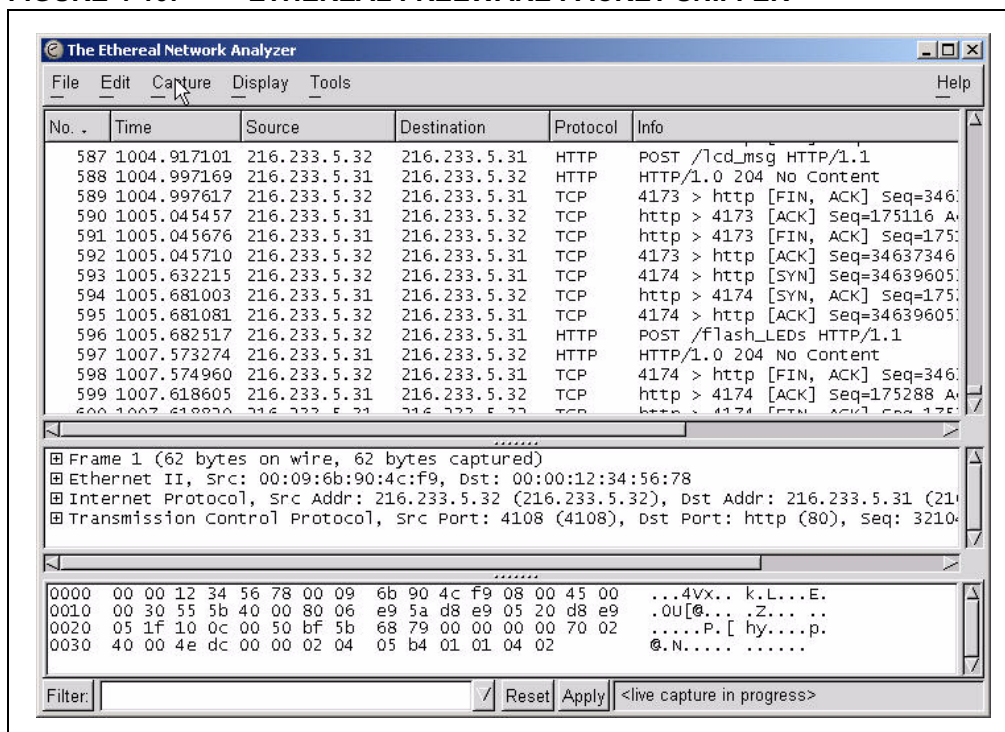 ETHEREAL FREEWARE PACKET SNIFFER
The Ethereal Network Analyzer
File Edit Capture Display Tools Help
No. . Time Source Destination Protocol Info
587 1004.917101 216.233.5.32 216.233.5.31 HTTP POST /lcd_msg HTTP/1.1
588 1004.997169 216.233.5.31 216.233.5.32 HTTP HTTP/1.0 204 No Content
589 1004.997617 216.233.5.32 216.233.5.31 TCP 4173 > http [FIN, ACK] Seq=346
590 1005.045457 216.233.5.31 216.233.5.32 TCP http > 4173 [ACK] Seq=175116 A
591 1005.045676 216.233.5.31 216.233.5.32 TCP http > 4173 [FIN, ACK] Seq=175
592 1005.045710 216.233.5.32 216.233.5.31 TCP 4173 > http [ACK] Seq=34637346
593 1005.632215 216.233.5.32 216.233.5.31 TCP 4174 > http [SYN] Seq=34639605
594 1005.681003 216.233.5.31 216.233.5.32 TCP http > 4174 [SYN, ACK] Seq=175
595 1005.681081 216.233.5.32 216.233.5.31 TCP 4174 > http [ACK] Seq=34639605
596 1005.682517 216.233.5.32 216.233.5.31 HTTP POST /flash_LEDs HTTP/1.1
597 1007.573274 216.233.5.31 216.233.5.32 HTTP HTTP/1.0 204 No Content
598 1007.574960 216.233.5.32 216.233.5.31 TCP 4174 > http [FIN, ACK] Seq=346
599 1007.618605 216.233.5.31 216.233.5.32 TCP http > 4174 [ACK] Seq=175288 A
Frame 1 (62 bytes on wire, 62 bytes captured)
Ethernet II, Src: 00:09:6b:90:4c:f9, Dst: 00:00:12:34:56:78
Internet Protocol, Src Addr: 216.233.5.32 (216.233.5.32), Dst Addr: 216.233.5.31 (21
Transmission Control Protocol, Src Port: 4108 (4108), Dst Port: http (80), Seq: 3210
0000 00 00 12 34 56 78 00 09 6b 90 4c f9 08 00 45 00 ...4Vx.. k.L...E.
0010 00 30 55 5b 40 00 80 06 e9 5a d8 e9 05 20 d8 e9 .0U[@... .Z... ..
0020 05 1f 10 0c 00 50 bf 5b 68 79 00 00 00 00 70 02 .....P.[ hy....p.
0030 40 00 4e dc 00 00 02 04 05 b4 01 01 04 02 @.N..... ......
Filter: Reset Apply <live capture in progress>